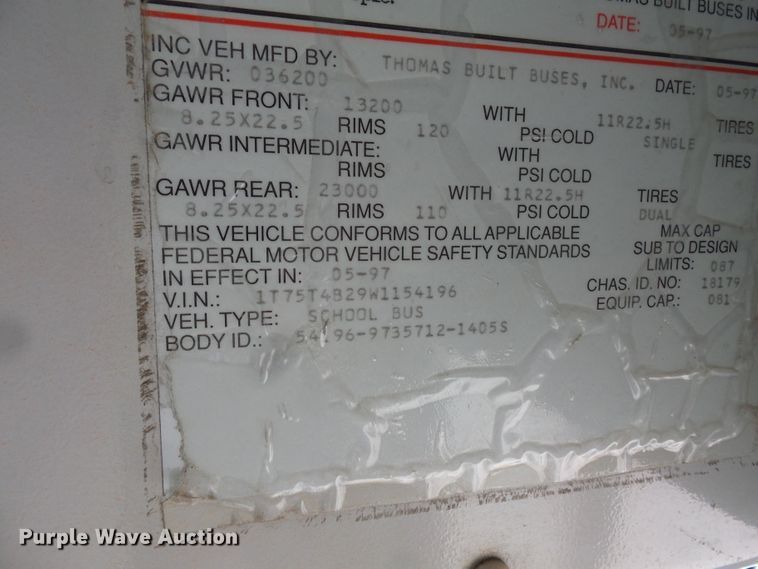 THOMAS BUILT BUSES IN
DATE: 05-97
INC VEH MFD BY: THOMAS BUILT BUSES, INC. DATE: 05-97
GVWR: 036200
GAWR FRONT: 13200 WITH 11R22.5H TIRES
8.25X22.5 RIMS 120 PSI COLD SINGLE
GAWR INTERMEDIATE: WITH TIRES
RIMS PSI COLD
GAWR REAR: 23000 WITH 11R22.5H TIRES
8.25X22.5 RIMS 110 PSI COLD DUAL
THIS VEHICLE CONFORMS TO ALL APPLICABLE MAX CAP
FEDERAL MOTOR VEHICLE SAFETY STANDARDS SUB TO DESIGN
IN EFFECT IN: 05-97 LIMITS: 087
V.I.N.: 1T75T4B29W1154196 CHAS. ID. NO: 18179
VEH. TYPE: SCHOOL BUS EQUIP. CAP.: 081
BODY ID.: 54196-9735712-1405S
Purple Wave Auction